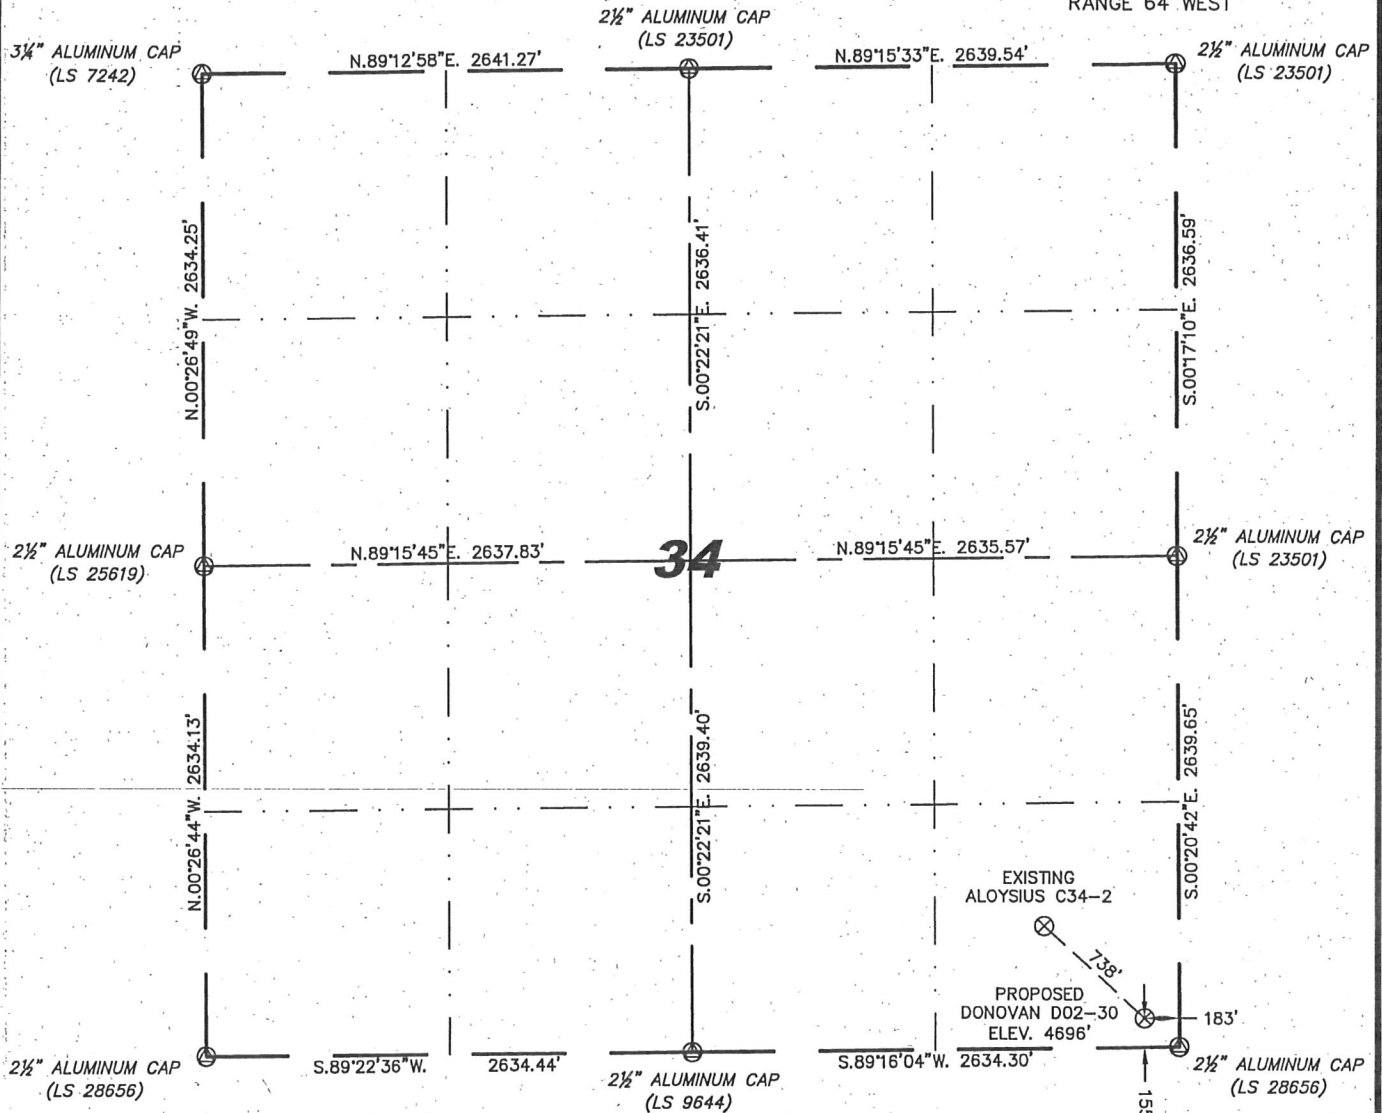 RANGE 64 WEST
2½" ALUMINUM CAP
(LS 23501)
3¼" ALUMINUM CAP
(LS 7242)
N.89°12'58"E. 2641.27'
N.89°15'33"E. 2639.54'
2½" ALUMINUM CAP
(LS 23501)
N.00°26'49"W. 2634.25'
S.00°22'21"E. 2636.41'
S.00°17'10"E. 2636.59'
2½" ALUMINUM CAP
(LS 25619)
N.89°15'45"E. 2637.83'
34
N.89°15'45"E. 2635.57'
2½" ALUMINUM CAP
(LS 23501)
N.00°26'44"W. 2634.13'
S.00°22'21"E. 2639.40'
S.00°20'42"E. 2639.65'
EXISTING
ALOYSIUS C34-2
738'
PROPOSED
DONOVAN D02-30
ELEV. 4696'
183'
2½" ALUMINUM CAP
(LS 28656)
S.89°22'36"W. 2634.44'
2½" ALUMINUM CAP
(LS 9644)
S.89°16'04"W. 2634.30'
2½" ALUMINUM CAP
(LS 28656)